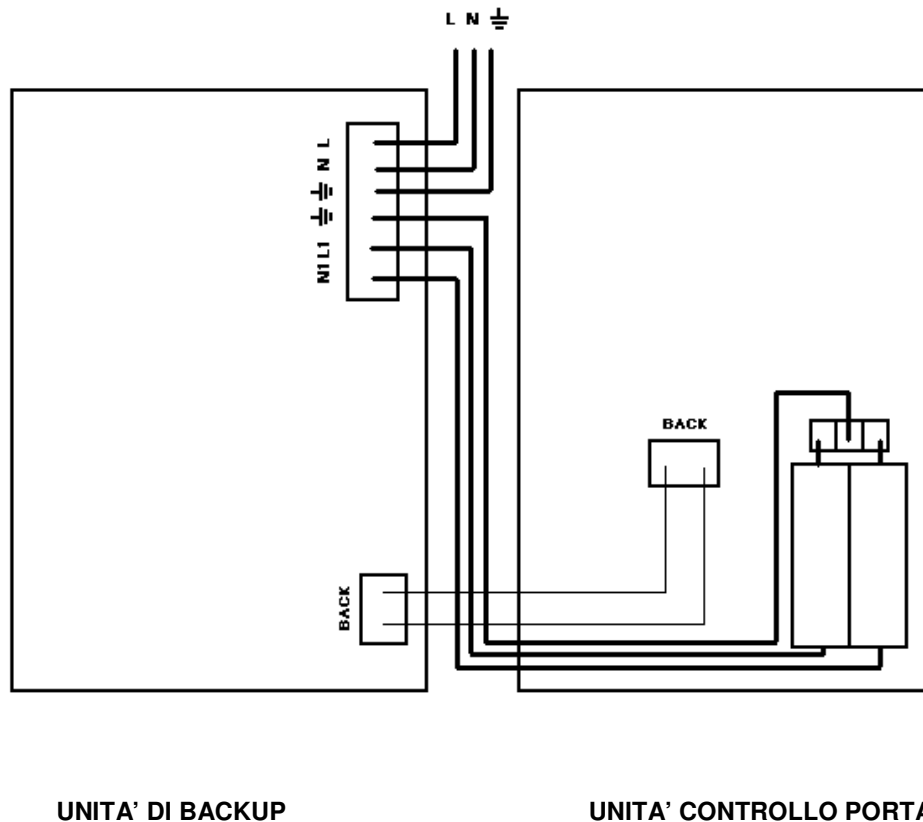 L N ⏚
N L
⏚
⏚
N1 L1
BACK
BACK
UNITA' DI BACKUP
UNITA' CONTROLLO PORTA